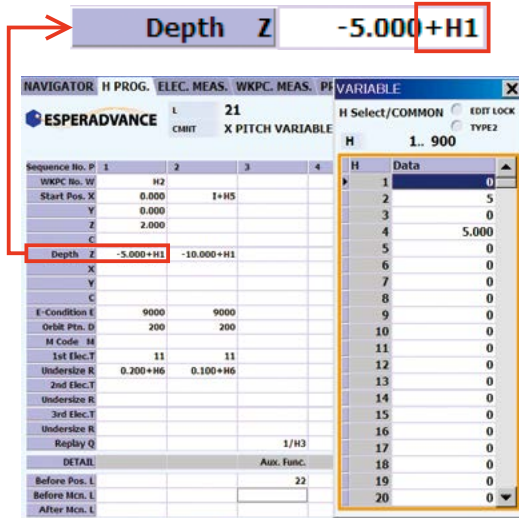 Depth Z -5.000+H1
NAVIGATOR H PROG. ELEC. MEAS. WKPC. MEAS. VARIABLE X
ESPERADVANCE L 21 H Select/COMMON EDIT LOCK
CMNT X PITCH VARIABLE TYPE2
H 1.. 900
Sequence No. P 1 2 3 4 H Data
WKPC No. W H2 1 0
Start Pos. X 0.000 I+H5 2 5
Y 0.000 3 0
Z 2.000 4 5.000
C 5 0
Depth Z -5.000+H1 -10.000+H1 6 0
X 7 0
Y 8 0
C 9 0
E-Condition E 9000 9000 10 0
Orbit Ptn. D 200 200 11 0
M Code M 12 0
1st Elec.T 11 11 13 0
Undersize R 0.200+H6 0.100+H6 14 0
2nd Elec.T 15 0
Undersize R 16 0
3rd Elec.T 17 0
Undersize R 18 0
Replay Q 1/H3 19 0
DETAIL Aux. Func. 20 0
Before Pos. L 22
Before Mcn. L
After Mcn. L